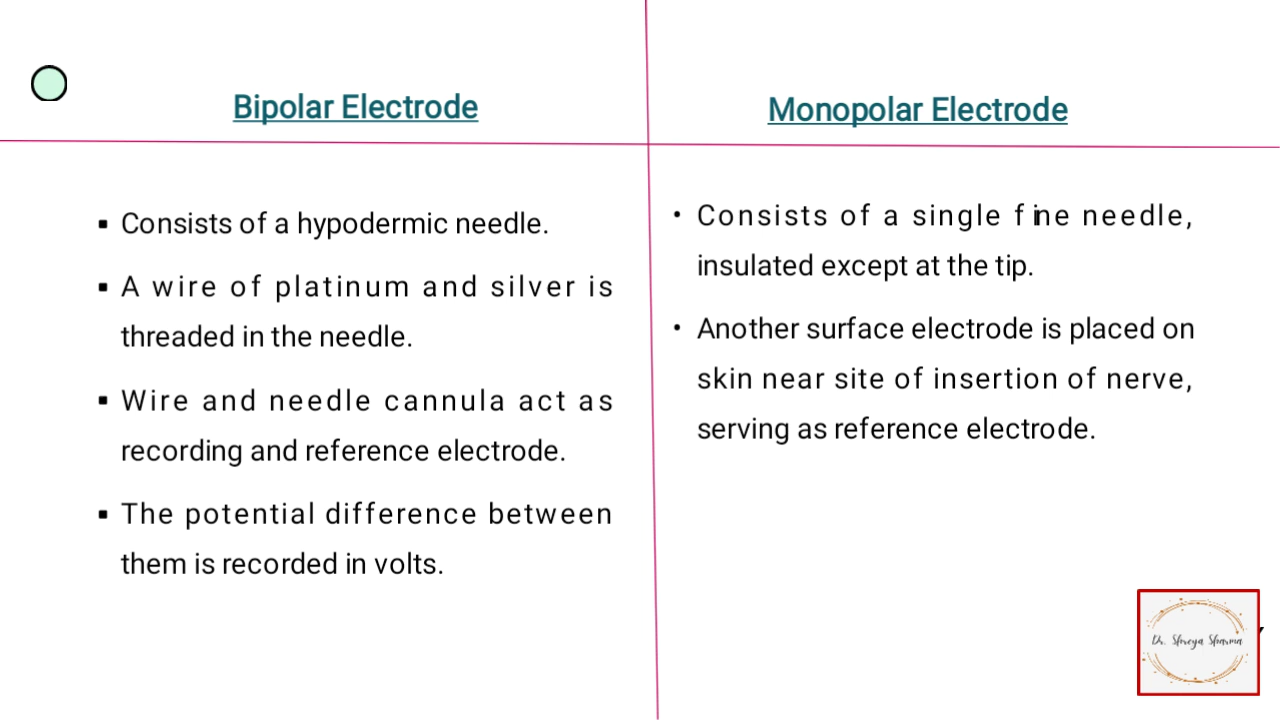 Bipolar Electrode
▪ Consists of a hypodermic needle.
▪ A wire of platinum and silver is
threaded in the needle.
▪ Wire and needle cannula act as
recording and reference electrode.
▪ The potential difference between
them is recorded in volts.
Monopolar Electrode
• Consists of a single fine needle,
insulated except at the tip.
• Another surface electrode is placed on
skin near site of insertion of nerve,
serving as reference electrode.
Dr. Shreya Sharma